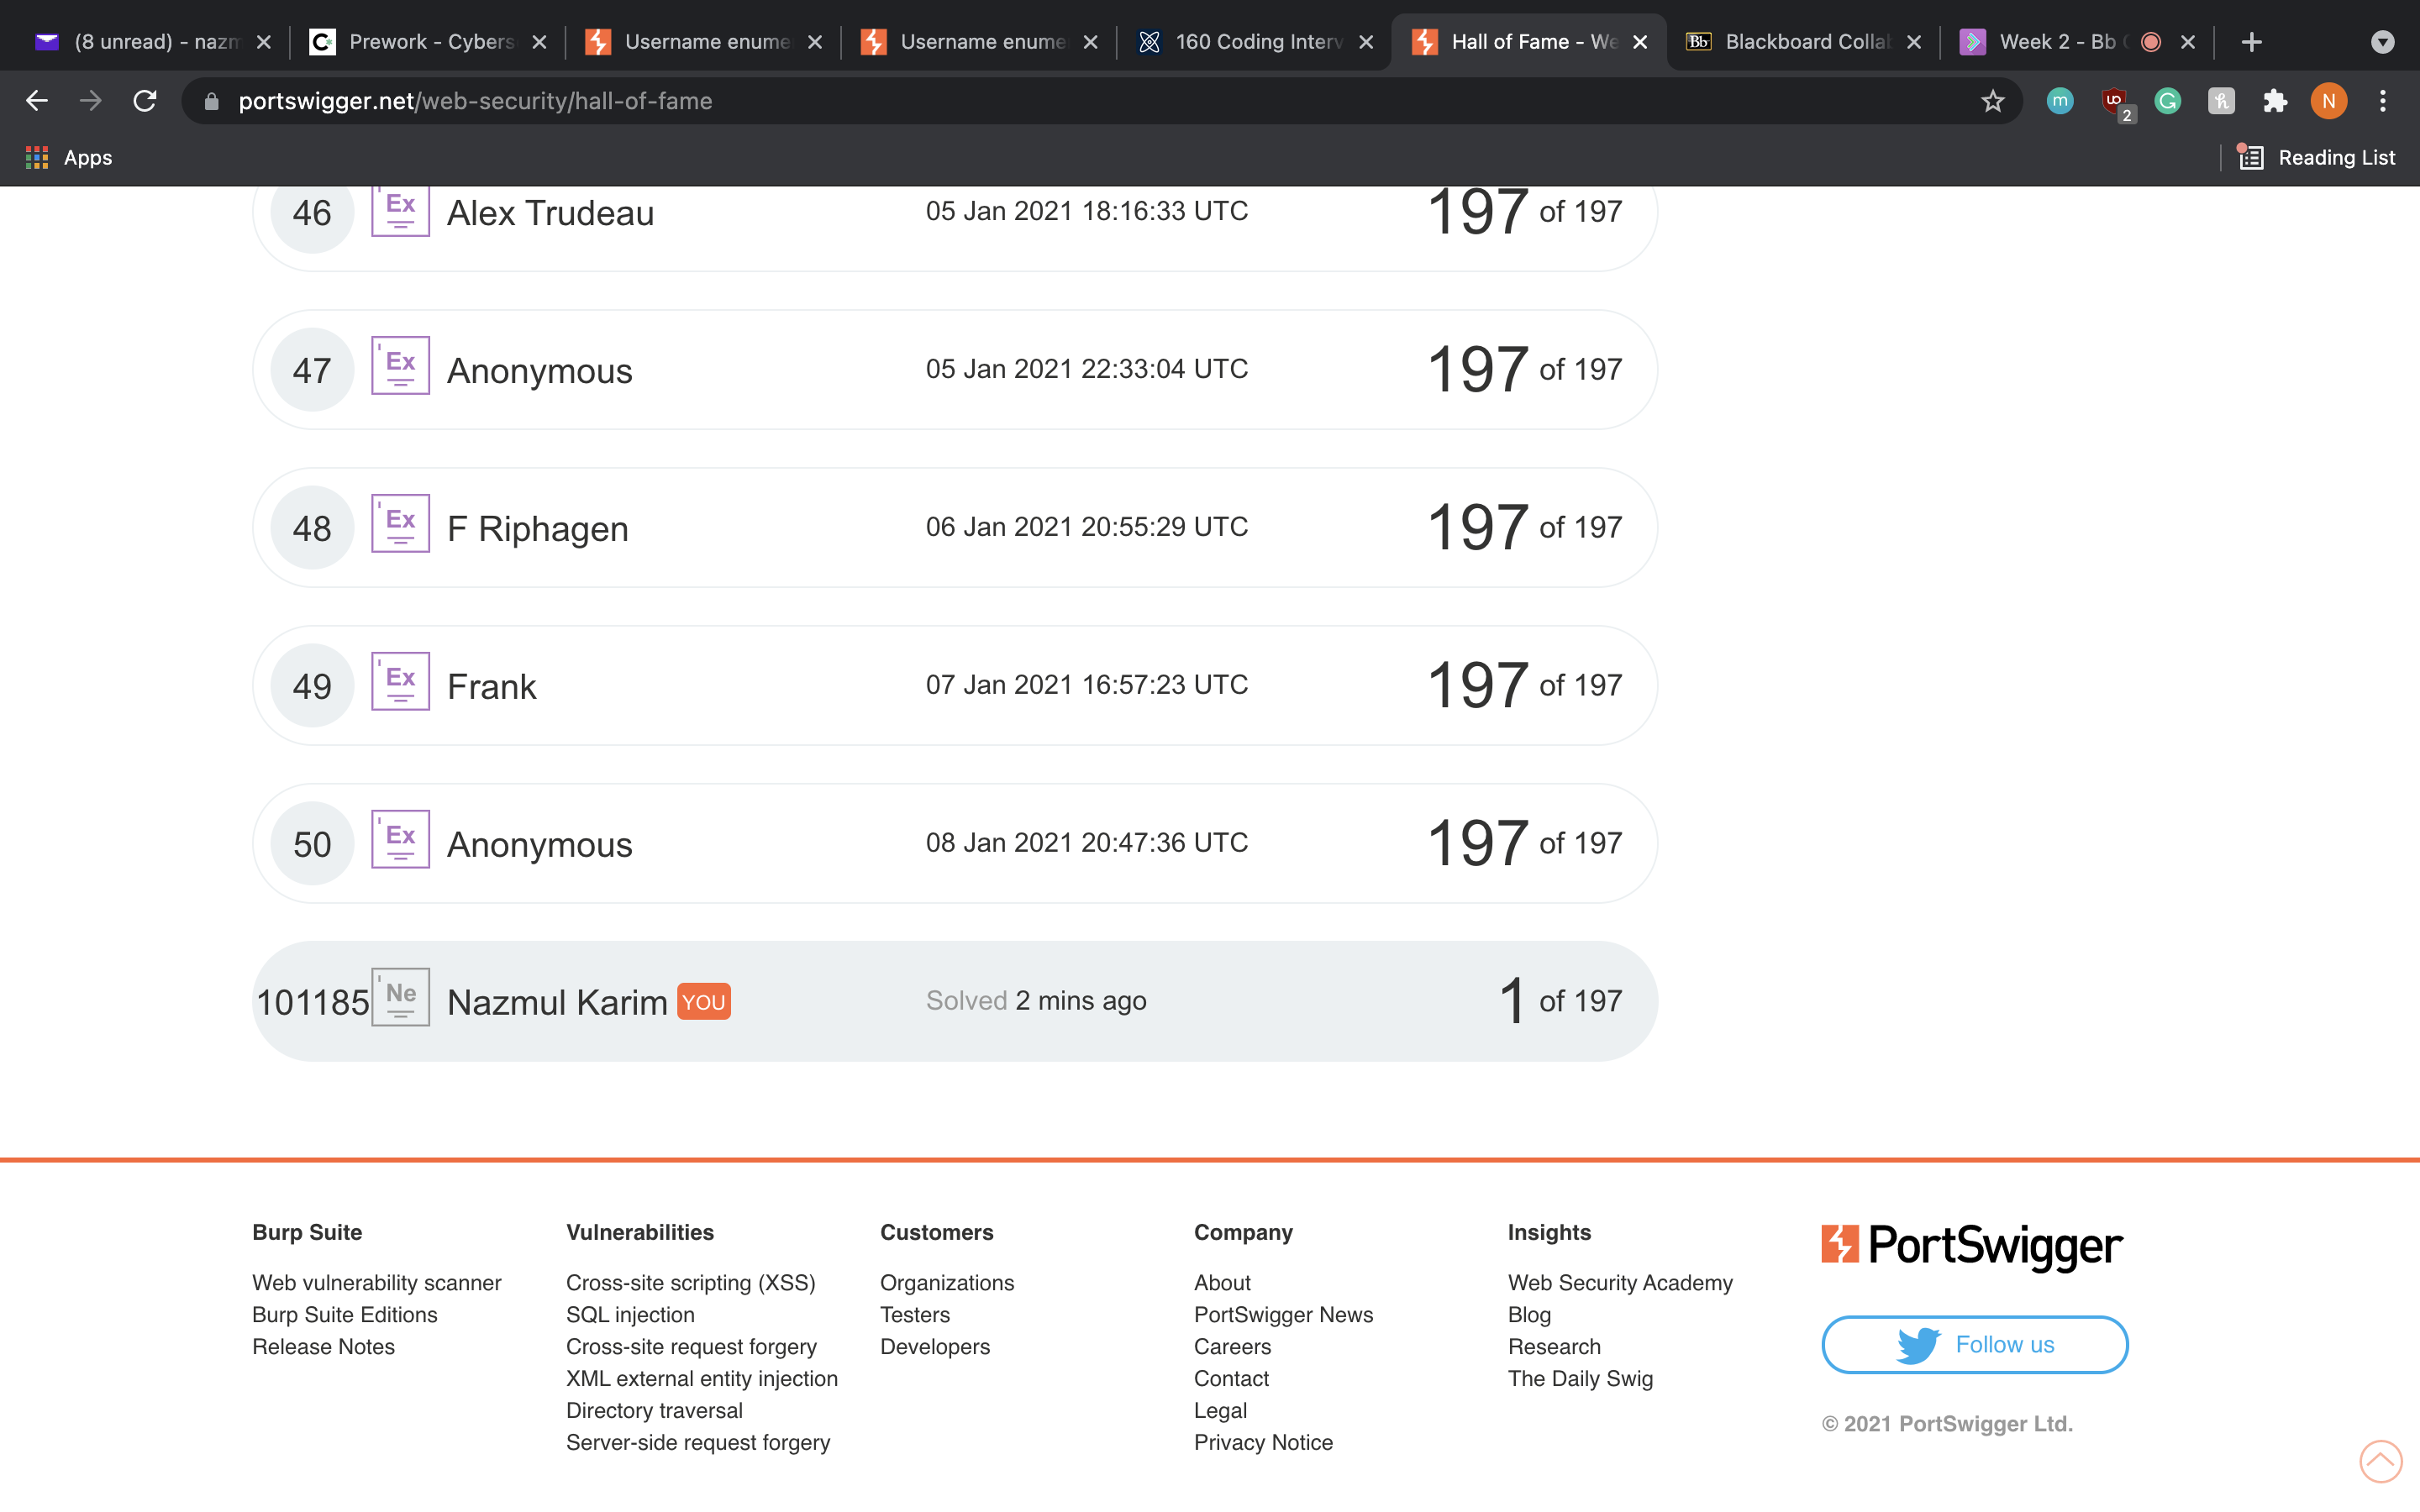 (8 unread) - nazm
Prework - Cybers
Username enume
Username enume
160 Coding Interv
Hall of Fame - We
Bb Blackboard Collab
Week 2 - Bb C
portswigger.net/web-security/hall-of-fame
m
2
G
h
N
Apps
Reading List
46 Ex Alex Trudeau 05 Jan 2021 18:16:33 UTC 197 of 197
47 Ex Anonymous 05 Jan 2021 22:33:04 UTC 197 of 197
48 Ex F Riphagen 06 Jan 2021 20:55:29 UTC 197 of 197
49 Ex Frank 07 Jan 2021 16:57:23 UTC 197 of 197
50 Ex Anonymous 08 Jan 2021 20:47:36 UTC 197 of 197
101185 Ne Nazmul Karim YOU Solved 2 mins ago 1 of 197
Burp Suite
Web vulnerability scanner
Burp Suite Editions
Release Notes
Vulnerabilities
Cross-site scripting (XSS)
SQL injection
Cross-site request forgery
XML external entity injection
Directory traversal
Server-side request forgery
Customers
Organizations
Testers
Developers
Company
About
PortSwigger News
Careers
Contact
Legal
Privacy Notice
Insights
Web Security Academy
Blog
Research
The Daily Swig
PortSwigger
Follow us
© 2021 PortSwigger Ltd.